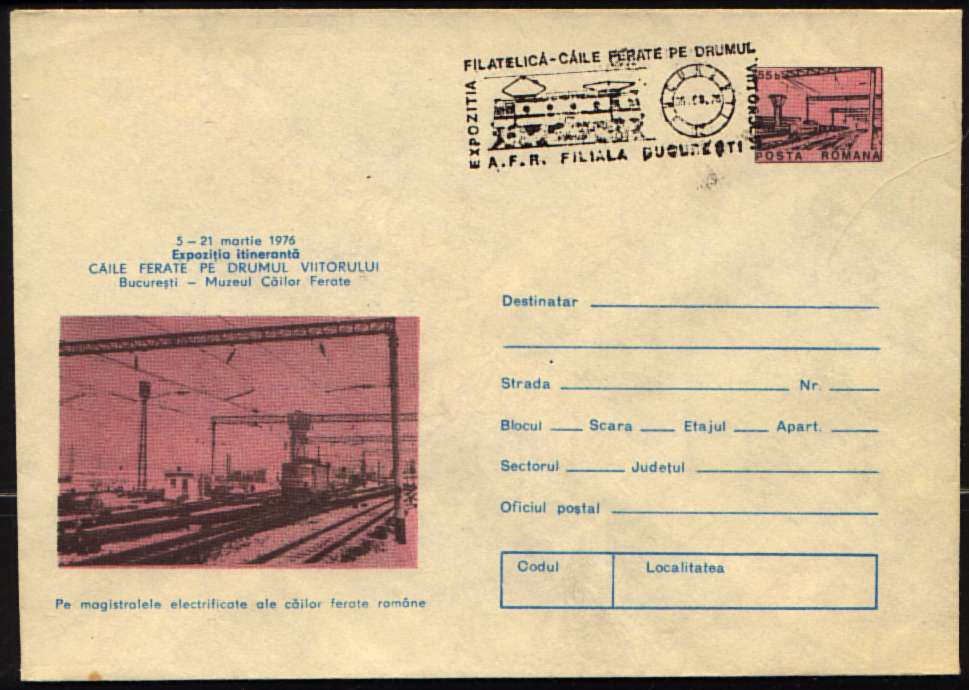 FILATELICĂ-CĂILE FERATE PE DRUMUL
VIITORULUI
EXPOZIȚIA
BUCUREȘTI
A.F.R. FILIALA BUCUREȘTI
55 b
POSTA ROMANA
5 – 21 martie 1976
Expoziția itinerantă
CĂILE FERATE PE DRUMUL VIITORULUI
București – Muzeul Căilor Ferate
Pe magistralele electrificate ale căilor ferate române
Destinatar
Strada Nr.
Blocul Scara Etajul Apart.
Sectorul Județul
Oficiul poștal
Codul Localitatea